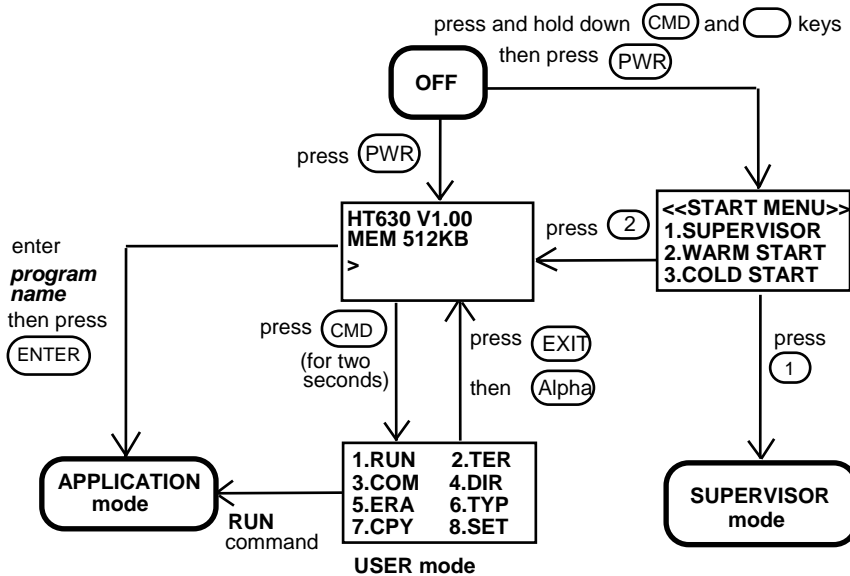 press and hold down CMD and keys
then press PWR
OFF
press PWR
HT630 V1.00
MEM 512KB
>
press 2
<<START MENU>>
1.SUPERVISOR
2.WARM START
3.COLD START
enter
program
name
then press
ENTER
press CMD
(for two
seconds)
press EXIT
then Alpha
press
1
1.RUN 2.TER
3.COM 4.DIR
5.ERA 6.TYP
7.CPY 8.SET
USER mode
APPLICATION
mode
RUN
command
SUPERVISOR
mode